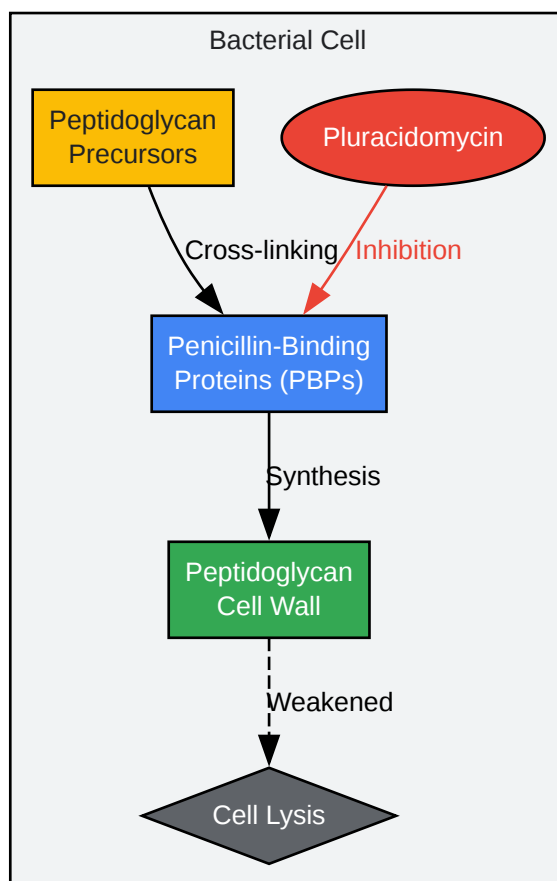 Bacterial Cell
Peptidoglycan
Precursors
Pluracidomycin
Cross-linking
Inhibition
Penicillin-Binding
Proteins (PBPs)
Synthesis
Peptidoglycan
Cell Wall
Weakened
Cell Lysis